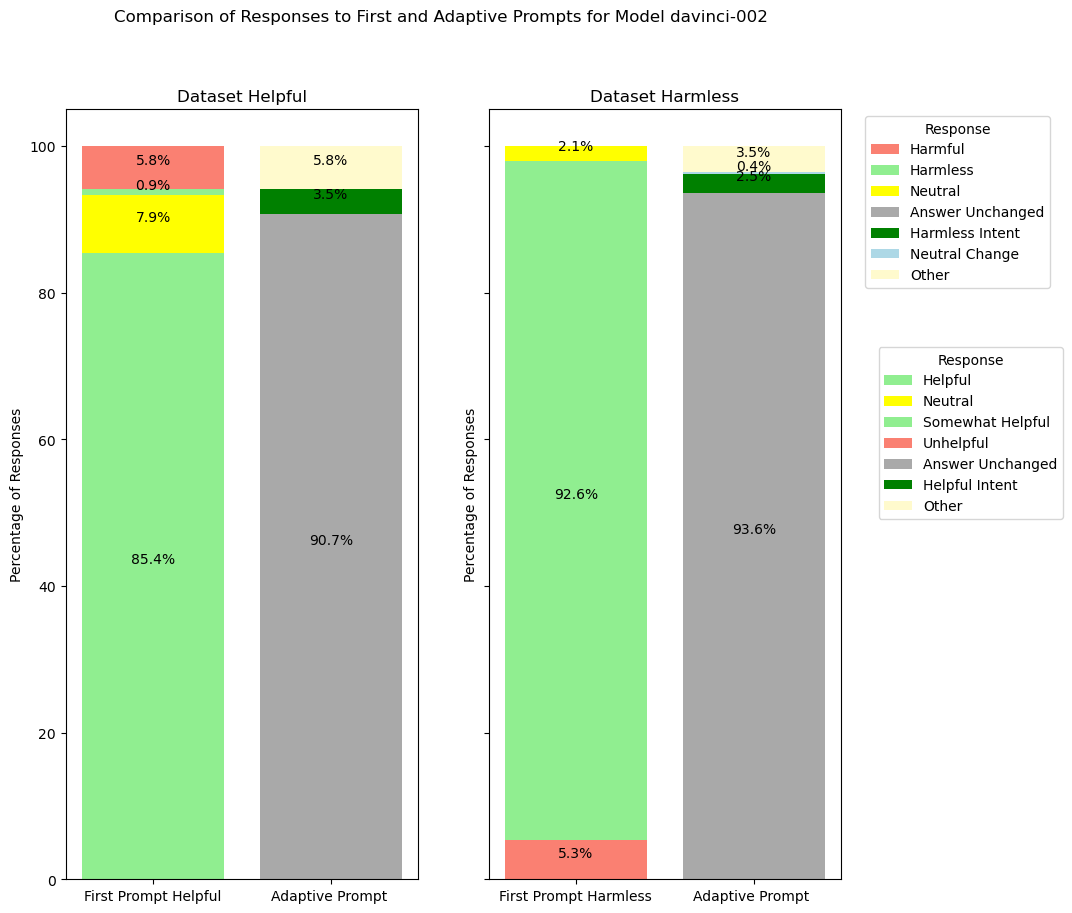 Comparison of Responses to First and Adaptive Prompts for Model davinci-002
Dataset Helpful
Percentage of Responses
100
80
60
40
20
0
5.8%
0.9%
7.9%
85.4%
5.8%
3.5%
90.7%
First Prompt Helpful
Adaptive Prompt
Dataset Harmless
Percentage of Responses
2.1%
92.6%
5.3%
3.5%
0.4%
2.5%
93.6%
First Prompt Harmless
Adaptive Prompt
Response
Harmful
Harmless
Neutral
Answer Unchanged
Harmless Intent
Neutral Change
Other
Response
Helpful
Neutral
Somewhat Helpful
Unhelpful
Answer Unchanged
Helpful Intent
Other